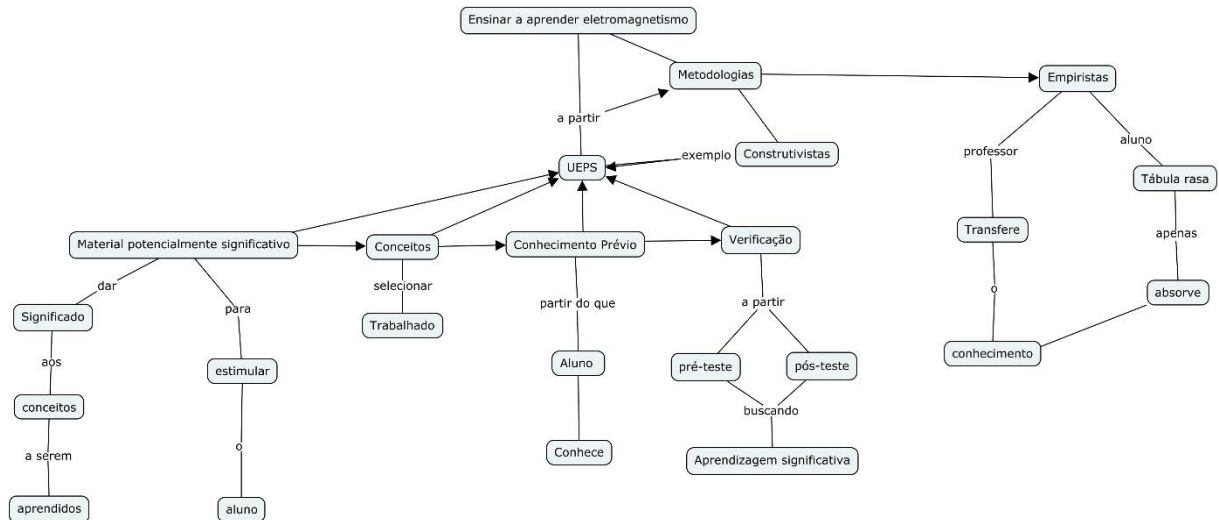 Ensinar a aprender eletromagnetismo
Metodologias
Empiristas
a partir
aluno
professor
exemplo
Construtivistas
UEPS
Tábula rasa
Transfere
apenas
Material potencialmente significativo
Conceitos
Conhecimento Prévio
Verificação
dar
selecionar
para
partir do que
a partir
o
absorve
Significado
Trabalhado
conhecimento
aos
estimular
Aluno
pré-teste
pós-teste
conceitos
buscando
a serem
o
Conhece
Aprendizagem significativa
aprendidos
aluno